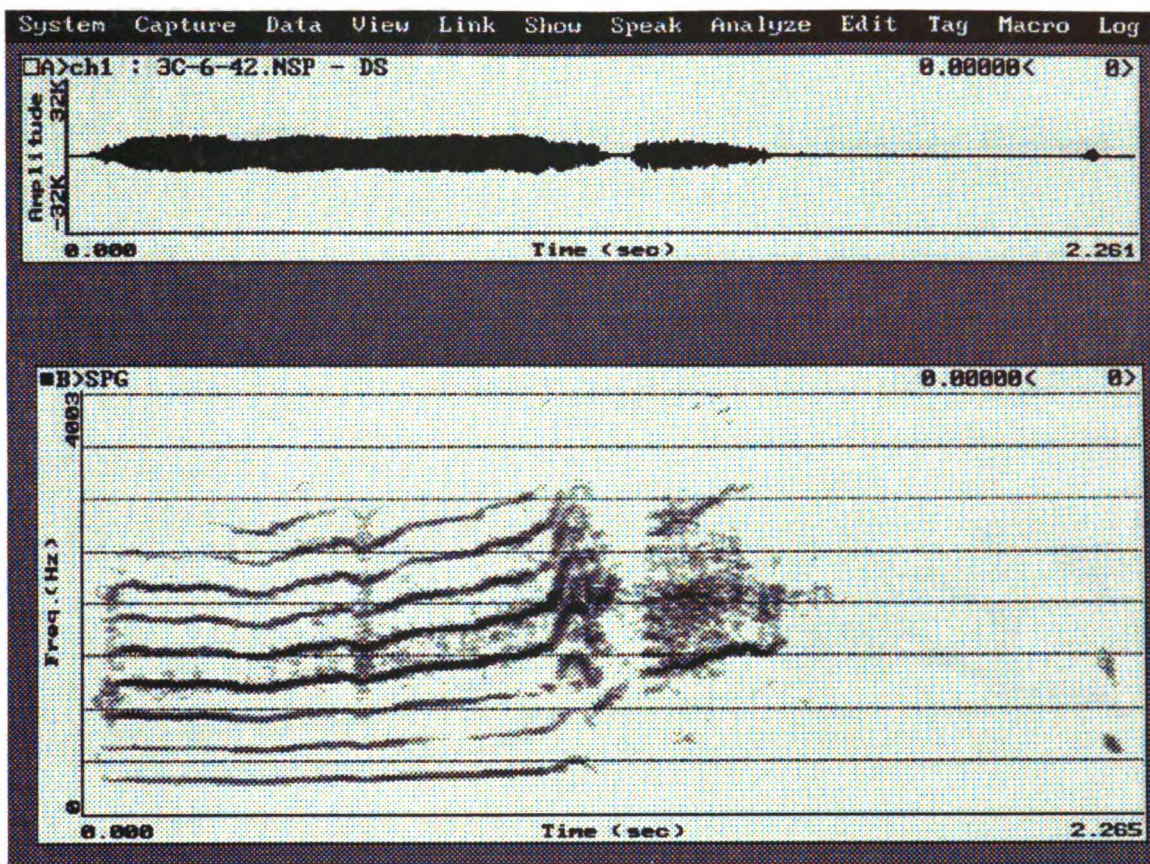 System Capture Data View Link Show Speak Analyze Edit Tag Macro Log
A>ch1 : 3C-6-42.NSP - DS 0.00000< 0>
Amplitude
-32K 32K
0.000 Time (sec) 2.261
B>SPG 0.00000< 0>
4003
Freq.(Hz)
0
0.000 Time (sec) 2.265